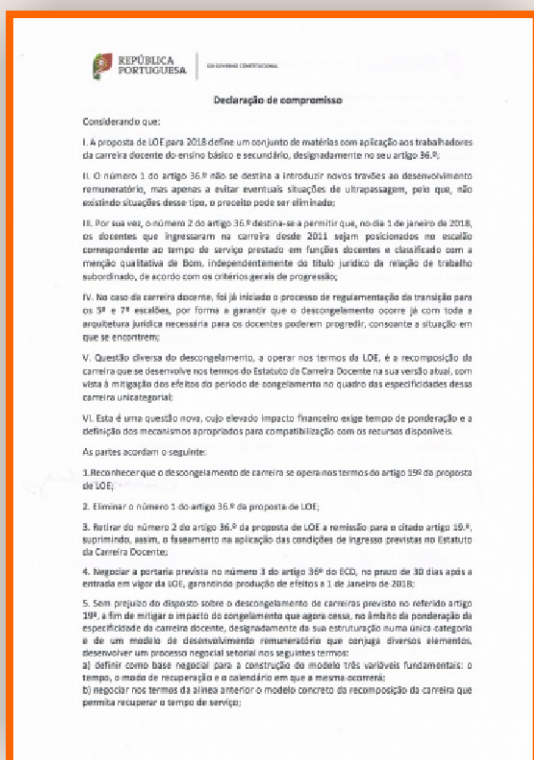 REPÚBLICA
PORTUGUESA
XXI GOVERNO CONSTITUCIONAL
Declaração de compromisso
Considerando que:
I. A proposta de LOE para 2018 define um conjunto de matérias com aplicação aos trabalhadores
da carreira docente do ensino básico e secundário, designadamente no seu artigo 36.º;
II. O número 1 do artigo 36.º não se destina a introduzir novos travões ao desenvolvimento
remuneratório, mas apenas a evitar eventuais situações de ultrapassagem, pelo que, não
existindo situações desse tipo, o preceito pode ser eliminado;
III. Por sua vez, o número 2 do artigo 36.º destina-se a permitir que, no dia 1 de janeiro de 2018,
os docentes que ingressaram na carreira desde 2011 sejam posicionados no escalão
correspondente ao tempo de serviço prestado em funções docentes e classificado com a
menção qualitativa de Bom, independentemente do título jurídico da relação de trabalho
subordinado, de acordo com os critérios gerais de progressão;
IV. No caso da carreira docente, foi já iniciado o processo de regulamentação da transição para
os 5º e 7º escalões, por forma a garantir que o descongelamento ocorre já com toda a
arquitetura jurídica necessária para os docentes poderem progredir, consoante a situação em
que se encontrem;
V. Questão diversa do descongelamento, a operar nos termos da LOE, é a recomposição da
carreira que se desenvolve nos termos do Estatuto da Carreira Docente na sua versão atual, com
vista à mitigação dos efeitos do período de congelamento no quadro das especificidades dessa
carreira unicategorial;
VI. Esta é uma questão nova, cujo elevado impacto financeiro exige tempo de ponderação e a
definição dos mecanismos apropriados para compatibilização com os recursos disponíveis.
As partes acordam o seguinte:
1.Reconhecer que o descongelamento de carreira se opera nos termos do artigo 19º da proposta
de LOE;
2. Eliminar o número 1 do artigo 36.º da proposta de LOE;
3. Retirar do número 2 do artigo 36.º da proposta de LOE a remissão para o citado artigo 19.º,
suprimindo, assim, o faseamento na aplicação das condições de ingresso previstas no Estatuto
da Carreira Docente;
4. Negociar a portaria prevista no número 3 do artigo 36º do ECD, no prazo de 30 dias após a
entrada em vigor da LOE, garantindo produção de efeitos a 1 de Janeiro de 2018;
5. Sem prejuízo do disposto sobre o descongelamento de carreiras previsto no referido artigo
19º, a fim de mitigar o impacto do congelamento que agora cessa, no âmbito da ponderação da
especificidade da carreira docente, designadamente da sua estruturação numa única categoria
e de um modelo de desenvolvimento remuneratório que conjuga diversos elementos,
desenvolver um processo negocial setorial nos seguintes termos:
a) definir como base negocial para a construção do modelo três variáveis fundamentais: o
tempo, o modo de recuperação e o calendário em que a mesma ocorrerá;
b) negociar nos termos da alínea anterior o modelo concreto da recomposição da carreira que
permita recuperar o tempo de serviço;